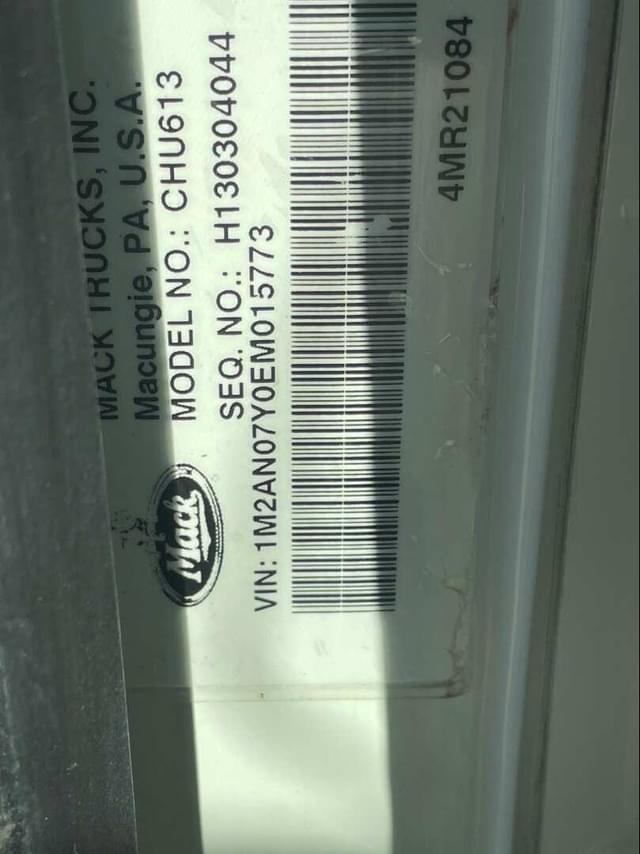 MACK TRUCKS, INC.
Macungie, PA, U.S.A.
MODEL NO.: CHU613
SEQ. NO.: H130304044
Mack
VIN: 1M2AN07Y0EM015773
4MR21084